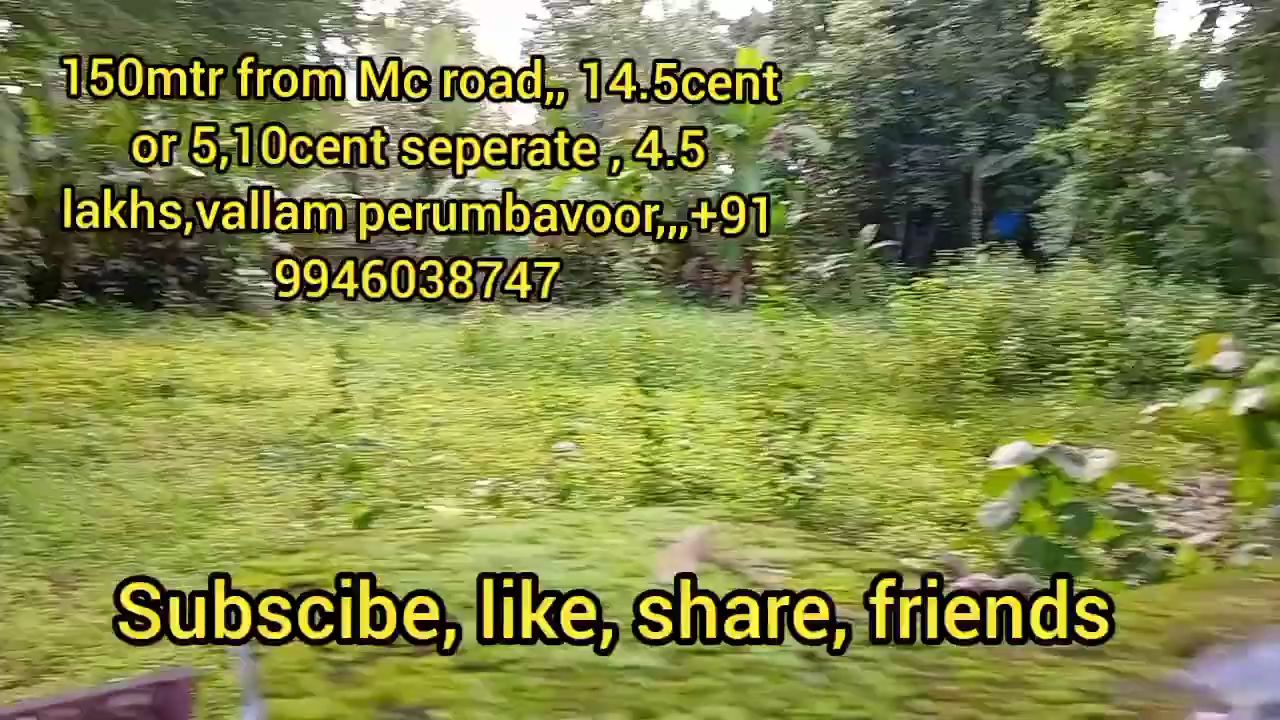 150mtr from Mc road,, 14.5cent
or 5,10cent seperate , 4.5
lakhs,vallam perumbavoor,,,+91
9946038747
Subscibe, like, share, friends